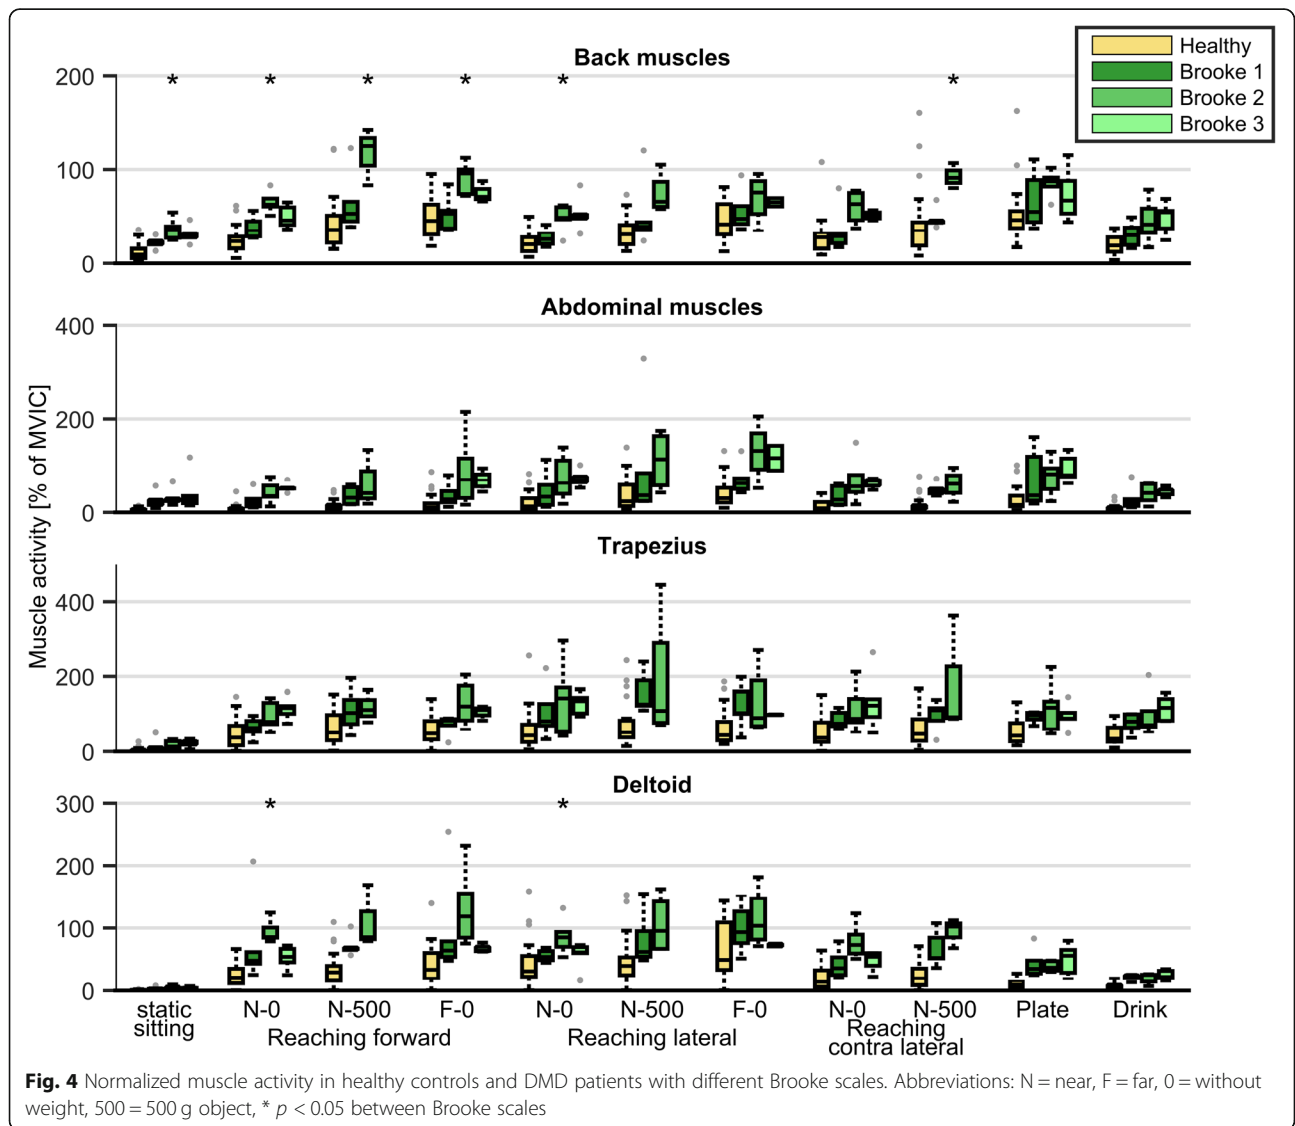 Back muscles
Healthy
Brooke 1
Brooke 2
Brooke 3
200
100
0
* * * * * *
Abdominal muscles
400
200
0
Muscle activity [% of MVIC]
Trapezius
400
200
0
Deltoid
* *
300
200
100
0
static sitting
N-0 N-500 F-0
Reaching forward
N-0 N-500 F-0
Reaching lateral
N-0 N-500
Reaching
contra lateral
Plate
Drink
Fig. 4 Normalized muscle activity in healthy controls and DMD patients with different Brooke scales. Abbreviations: N = near, F = far, 0 = without
weight, 500 = 500 g object, * p < 0.05 between Brooke scales